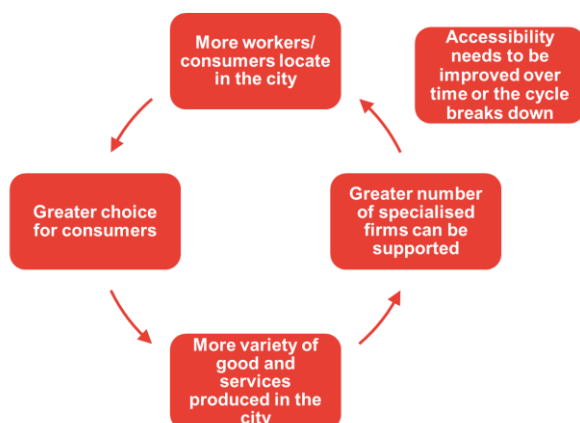 More workers/
consumers locate
in the city
Accessibility
needs to be
improved over
time or the cycle
breaks down
Greater choice
for consumers
Greater number
of specialised
firms can be
supported
More variety of
good and
services
produced in the
city